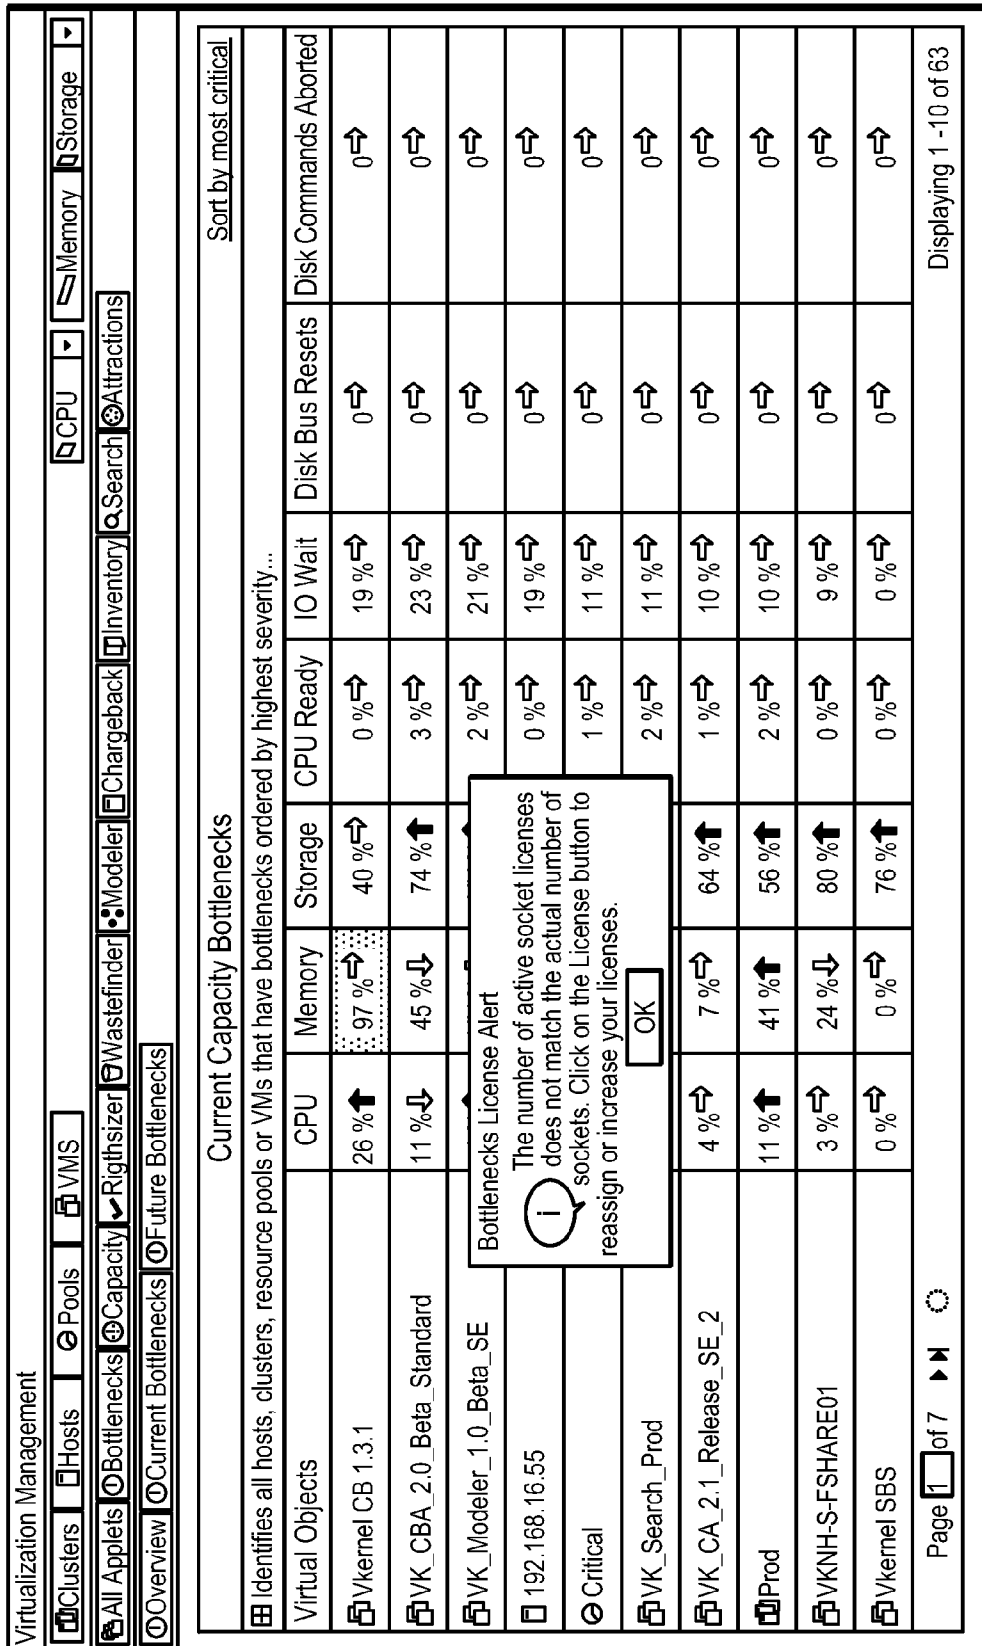 Virtualization Management
Clusters Hosts Pools VMS CPU Memory Storage
All Applets Bottlenecks Capacity Rigthsizer Wastefinder Modeler Chargeback Inventory Search Attractions
Overview Current Bottlenecks Future Bottlenecks
Current Capacity Bottlenecks Sort by most critical
Identifies all hosts, clusters, resource pools or VMs that have bottlenecks ordered by highest severity...
Virtual Objects CPU Memory Storage CPU Ready IO Wait Disk Bus Resets Disk Commands Aborted
Vkernel CB 1.3.1 26 % 97 % 40 % 0 % 19 % 0 0
VK_CBA_2.0_Beta_Standard 11 % 45 % 74 % 3 % 23 % 0 0
VK_Modeler_1.0_Beta_SE 2 % 21 % 0 0
192.168.16.55 0 % 19 % 0 0
Critical 1 % 11 % 0 0
VK_Search_Prod 2 % 11 % 0 0
VK_CA_2.1_Release_SE_2 4 % 7 % 64 % 1 % 10 % 0 0
Prod 11 % 41 % 56 % 2 % 10 % 0 0
VKNH-S-FSHARE01 3 % 24 % 80 % 0 % 9 % 0 0
Vkernel SBS 0 % 0 % 76 % 0 % 0 % 0 0
Bottlenecks License Alert
i
The number of active socket licenses
does not match the actual number of
sockets. Click on the License button to
reassign or increase your licenses.
OK
Page 1 of 7 Displaying 1 -10 of 63